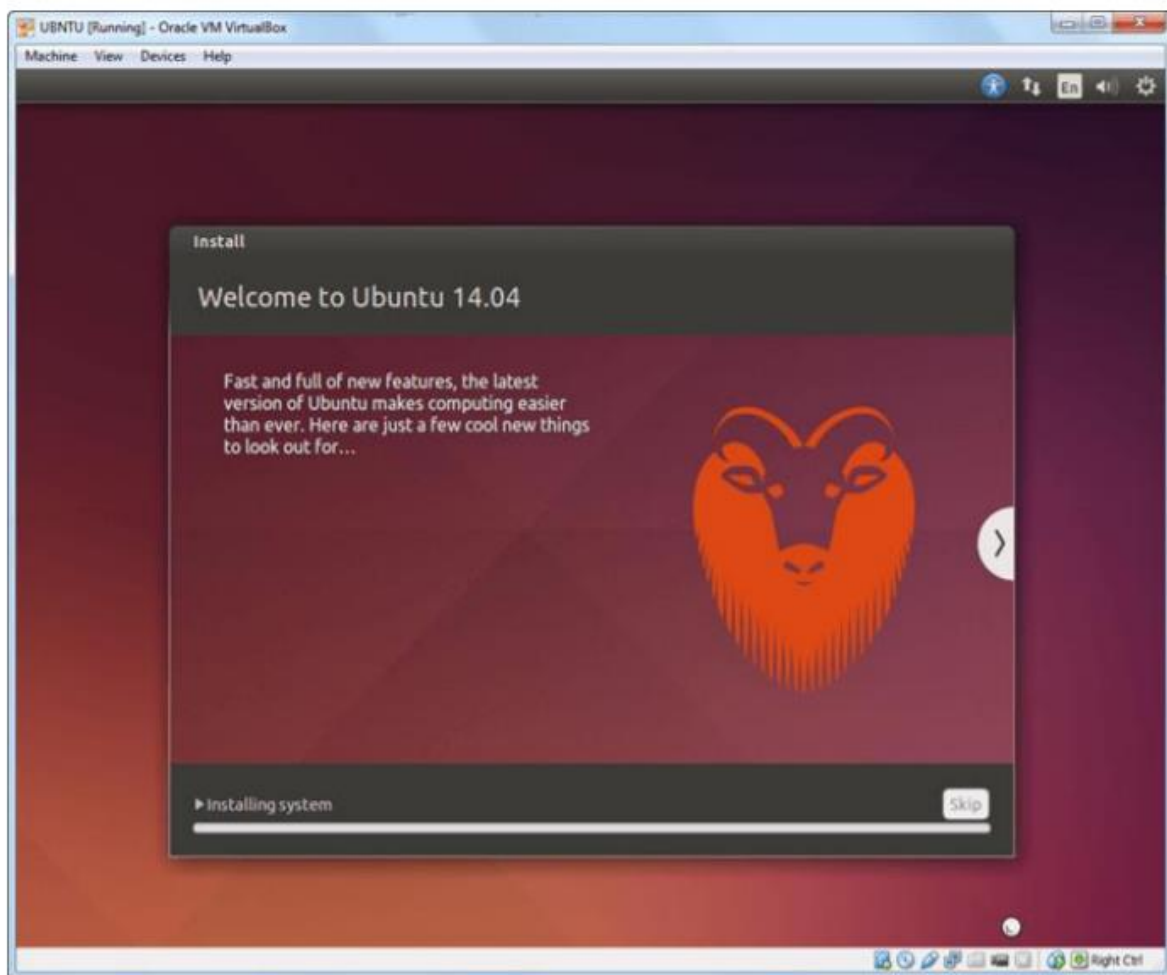 UBNTU [Running] - Oracle VM VirtualBox
Machine View Devices Help
En
Install
Welcome to Ubuntu 14.04
Fast and full of new features, the latest
version of Ubuntu makes computing easier
than ever. Here are just a few cool new things
to look out for...
Installing system
Skip
Right Ctrl